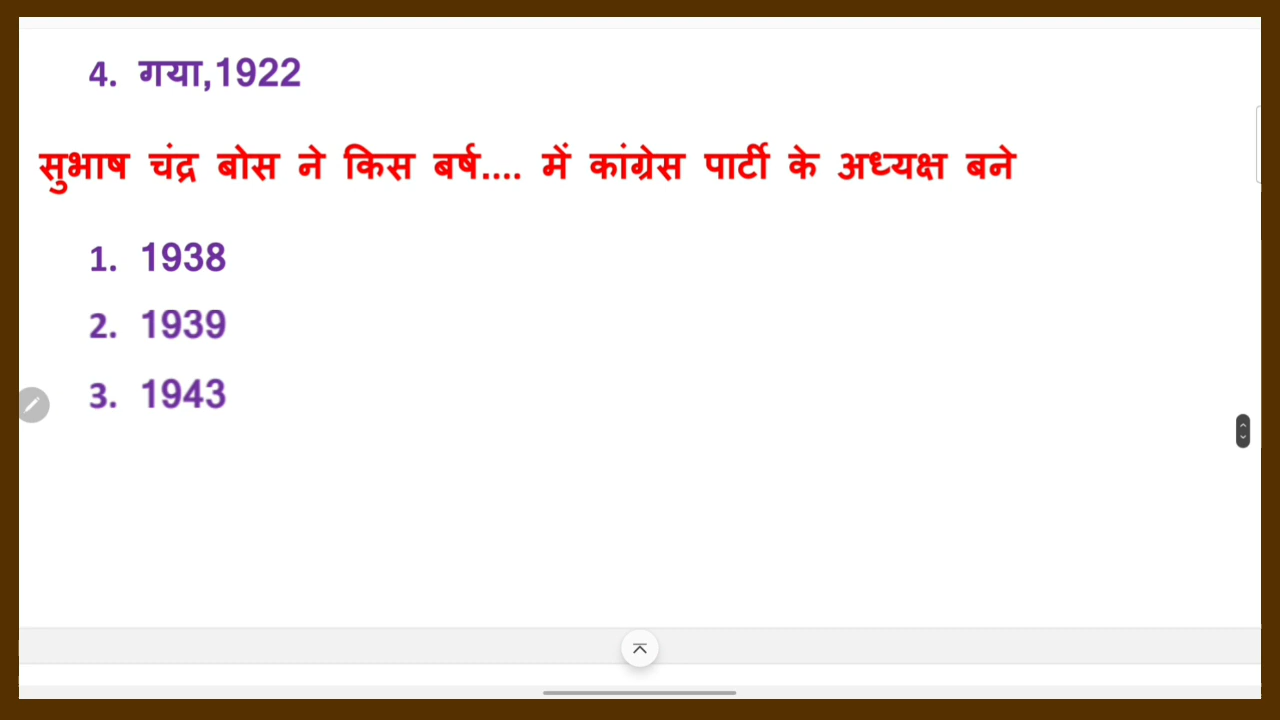 4. गया,1922
सुभाष चंद्र बोस ने किस बर्ष.... में कांग्रेस पार्टी के अध्यक्ष बने
1. 1938
2. 1939
3. 1943